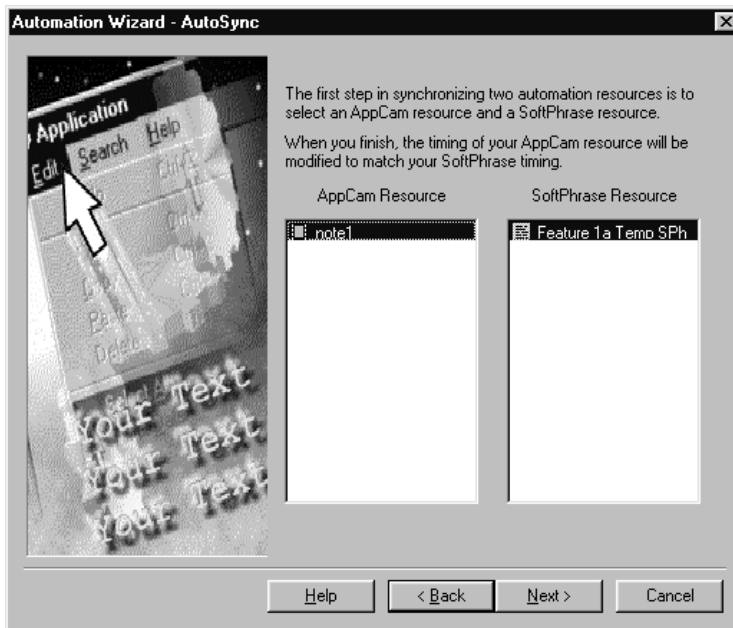 Automation Wizard - AutoSync
Application
Edit Search Help
Delete
Your Text
Your Text
Your Text
The first step in synchronizing two automation resources is to
select an AppCam resource and a SoftPhrase resource.
When you finish, the timing of your AppCam resource will be
modified to match your SoftPhrase timing.
AppCam Resource SoftPhrase Resource
note1 Feature 1a Temp SPh
Help < Back Next > Cancel